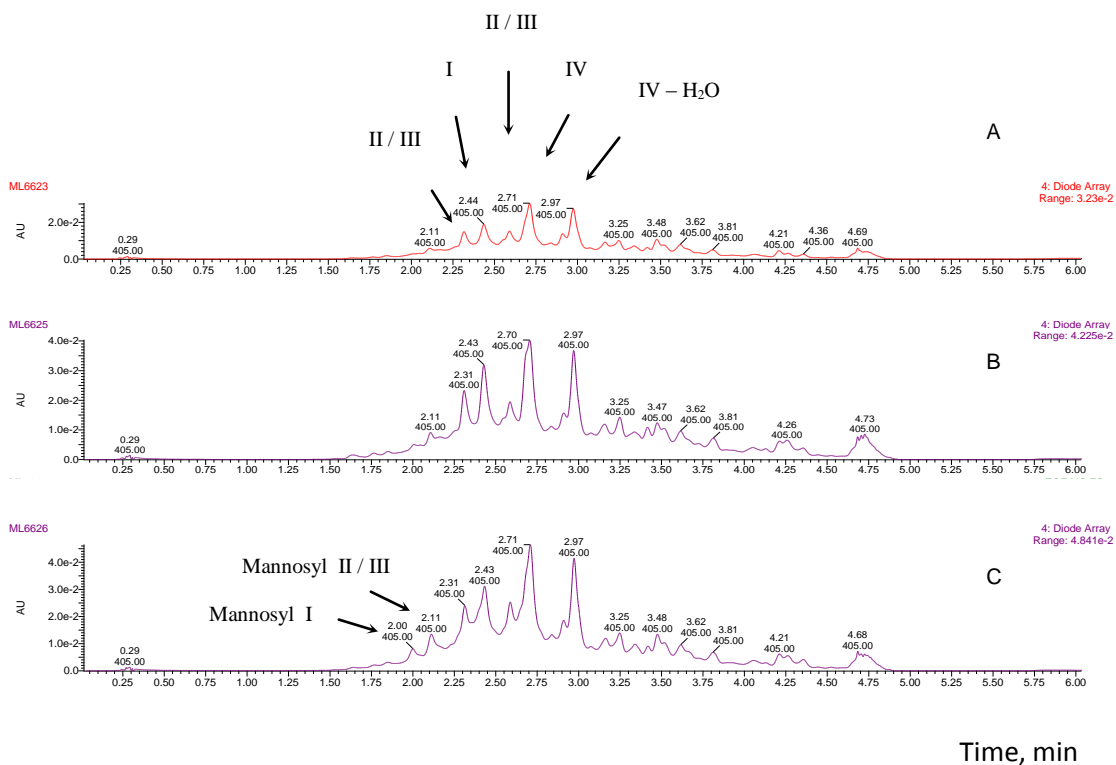 II / III
I
IV
IV – H2O
II / III
A
ML6623
4: Diode Array
Range: 3.23e-2
AU
2.0e-2
0.0
0.29
405.00
2.11
405.00
2.44
405.00
2.71
405.00
2.97
405.00
3.25
405.00
3.48
405.00
3.62
405.00
3.81
405.00
4.21
405.00
4.36
405.00
4.69
405.00
0.25 0.50 0.75 1.00 1.25 1.50 1.75 2.00 2.25 2.50 2.75 3.00 3.25 3.50 3.75 4.00 4.25 4.50 4.75 5.00 5.25 5.50 5.75 6.00
ML6625
4: Diode Array
Range: 4.225e-2
B
AU
4.0e-2
3.0e-2
2.0e-2
1.0e-2
0.0
0.29
405.00
2.11
405.00
2.31
405.00
2.43
405.00
2.70
405.00
2.97
405.00
3.25
405.00
3.47
405.00
3.62
405.00
3.81
405.00
4.26
405.00
4.73
405.00
0.25 0.50 0.75 1.00 1.25 1.50 1.75 2.00 2.25 2.50 2.75 3.00 3.25 3.50 3.75 4.00 4.25 4.50 4.75 5.00 5.25 5.50 5.75 6.00
ML6626
4: Diode Array
Range: 4.841e-2
C
Mannosyl II / III
Mannosyl I
AU
4.0e-2
3.0e-2
2.0e-2
1.0e-2
0.0
0.29
405.00
2.00
405.00
2.11
405.00
2.31
405.00
2.43
405.00
2.71
405.00
2.97
405.00
3.25
405.00
3.48
405.00
3.62
405.00
3.81
405.00
4.21
405.00
4.68
405.00
0.25 0.50 0.75 1.00 1.25 1.50 1.75 2.00 2.25 2.50 2.75 3.00 3.25 3.50 3.75 4.00 4.25 4.50 4.75 5.00 5.25 5.50 5.75 6.00
Time, min